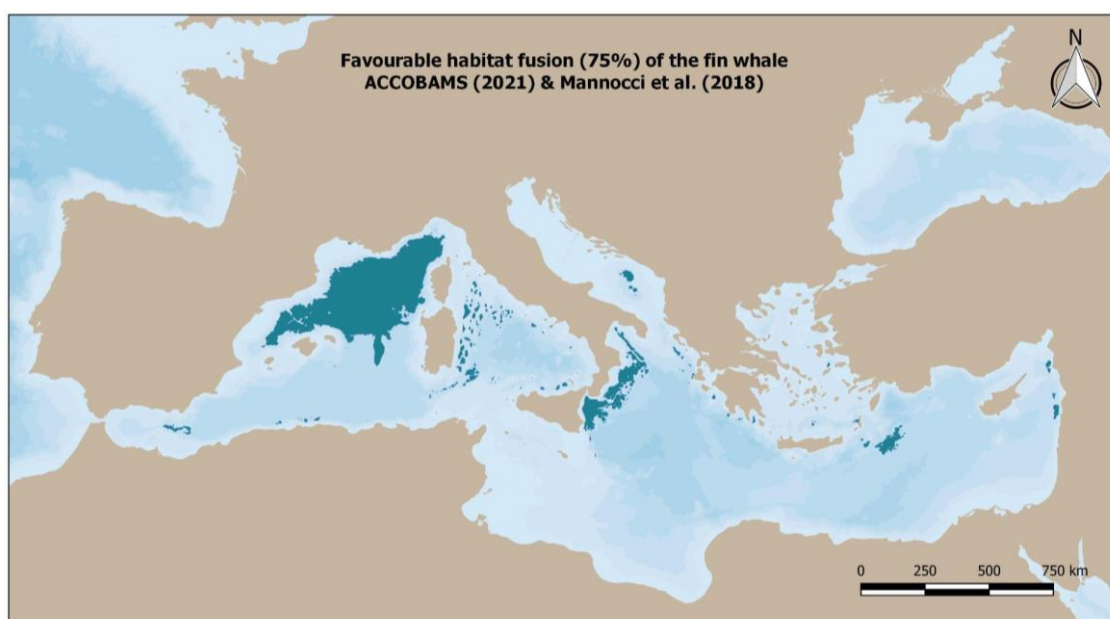 Favourable habitat fusion (75%) of the fin whale
ACCOBAMS (2021) & Mannocci et al. (2018)
N
0 250 500 750 km